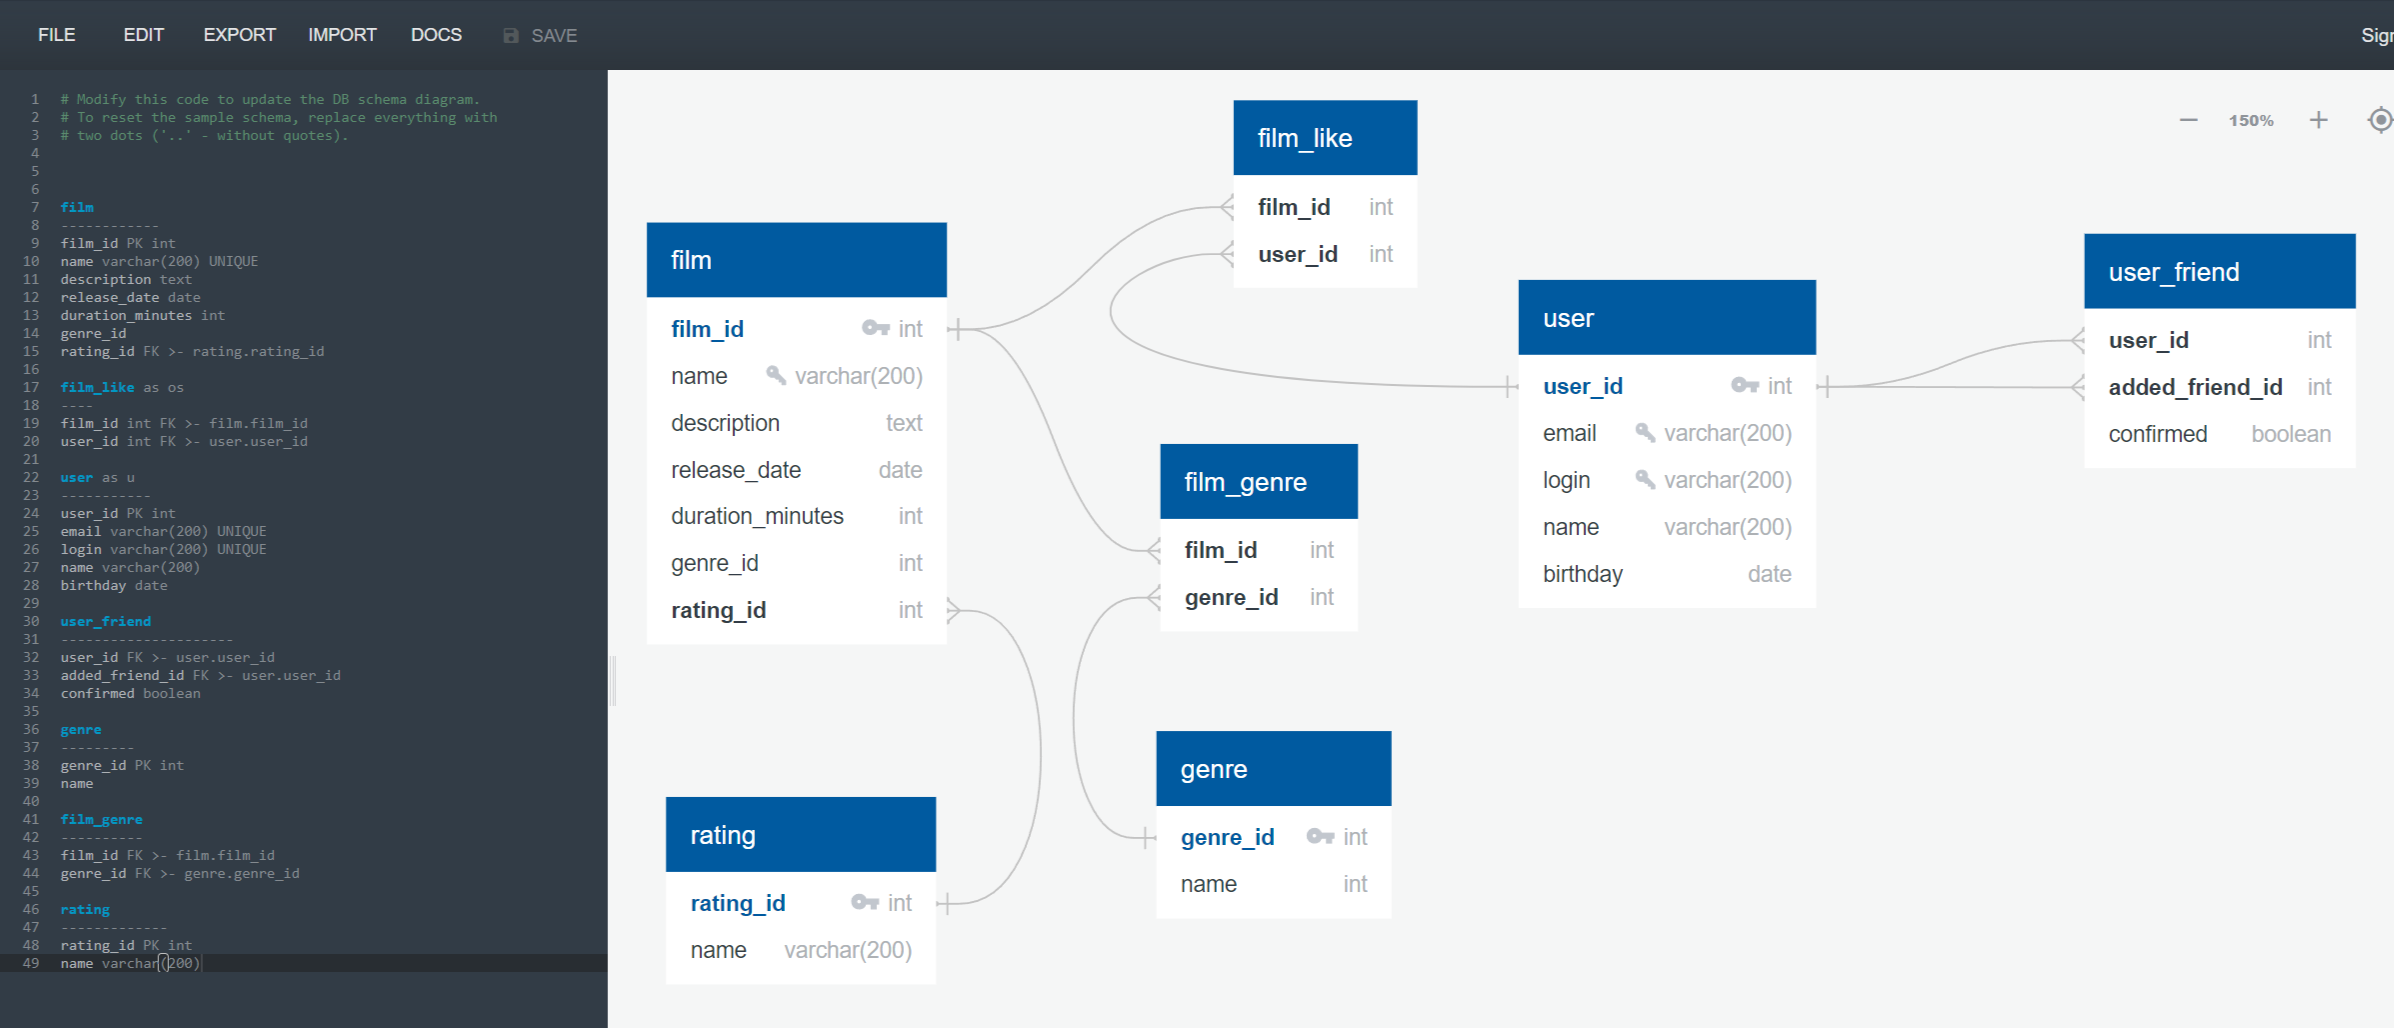 FILE EDIT EXPORT IMPORT DOCS SAVE
1 # Modify this code to update the DB schema diagram.
2 # To reset the sample schema, replace everything with
3 # two dots ('..' - without quotes).
4
5
6
7 film
8 ------------
9 film_id PK int
10 name varchar(200) UNIQUE
11 description text
12 release_date date
13 duration_minutes int
14 genre_id
15 rating_id FK >- rating.rating_id
16
17 film_like as os
18 ----
19 film_id int FK >- film.film_id
20 user_id int FK >- user.user_id
21
22 user as u
23 -----------
24 user_id PK int
25 email varchar(200) UNIQUE
26 login varchar(200) UNIQUE
27 name varchar(200)
28 birthday date
29
30 user_friend
31 ---------------------
32 user_id FK >- user.user_id
33 added_friend_id FK >- user.user_id
34 confirmed boolean
35
36 genre
37 ---------
38 genre_id PK int
39 name
40
41 film_genre
42 ----------
43 film_id FK >- film.film_id
44 genre_id FK >- genre.genre_id
45
46 rating
47 -------------
48 rating_id PK int
49 name varchar(200)
150%
film
film_id int
name varchar(200)
description text
release_date date
duration_minutes int
genre_id int
rating_id int
film_like
film_id int
user_id int
user
user_id int
email varchar(200)
login varchar(200)
name varchar(200)
birthday date
user_friend
user_id int
added_friend_id int
confirmed boolean
film_genre
film_id int
genre_id int
genre
genre_id int
name int
rating
rating_id int
name varchar(200)